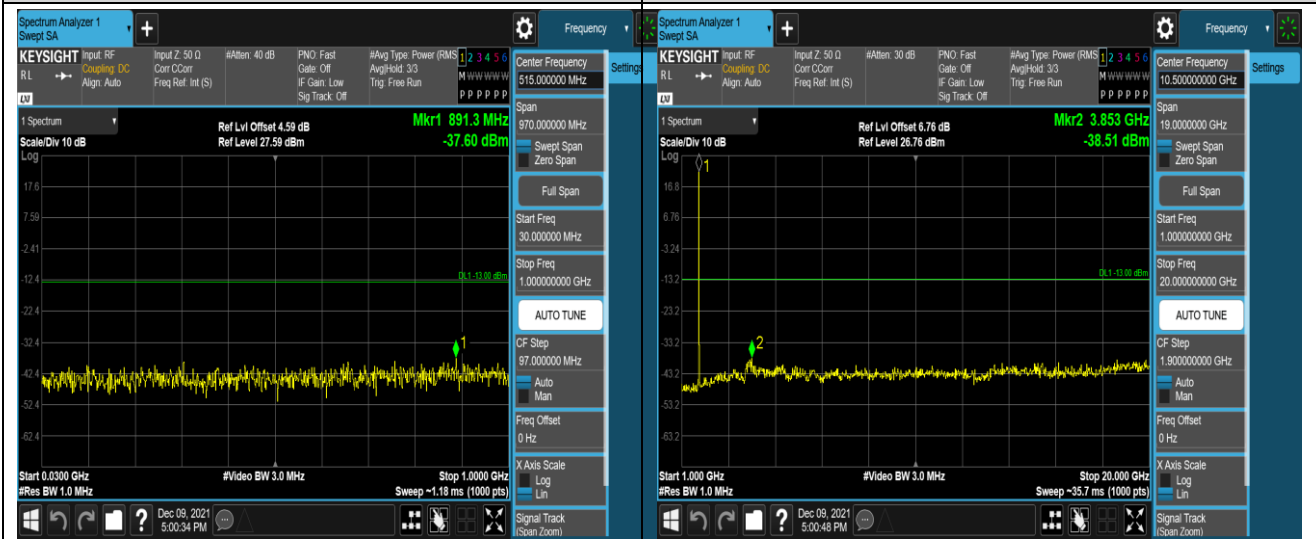 Spectrum Analyzer 1
Swept SA
+
Frequency
KEYSIGHT
RL
LXI
Input: RF
Coupling: DC
Align: Auto
Input Z: 50 Ω
Corr CCorr
Freq Ref: Int (S)
#Atten: 40 dB
PNO: Fast
Gate: Off
IF Gain: Low
Sig Track: Off
#Avg Type: Power (RMS
Avg|Hold: 3/3
Trig: Free Run
1 2 3 4 5 6
M W W W W W
P P P P P P
1 Spectrum
Scale/Div 10 dB
Log
Ref Lvl Offset 4.59 dB
Ref Level 27.59 dBm
Mkr1 891.3 MHz
-37.60 dBm
17.6
7.59
-2.41
-12.4
-22.4
-32.4
-42.4
-52.4
-62.4
DL1 -13.00 dBm
1
Start 0.0300 GHz
#Res BW 1.0 MHz
#Video BW 3.0 MHz
Stop 1.0000 GHz
Sweep ~1.18 ms (1000 pts)
Dec 09, 2021
5:00:34 PM
Center Frequency
515.000000 MHz
Settings
Span
970.000000 MHz
Swept Span
Zero Span
Full Span
Start Freq
30.000000 MHz
Stop Freq
1.000000000 GHz
AUTO TUNE
CF Step
97.000000 MHz
Auto
Man
Freq Offset
0 Hz
X Axis Scale
Log
Lin
Signal Track
(Span Zoom)
Spectrum Analyzer 1
Swept SA
+
Frequency
KEYSIGHT
RL
LXI
Input: RF
Coupling: DC
Align: Auto
Input Z: 50 Ω
Corr CCorr
Freq Ref: Int (S)
#Atten: 30 dB
PNO: Fast
Gate: Off
IF Gain: Low
Sig Track: Off
#Avg Type: Power (RMS
Avg|Hold: 3/3
Trig: Free Run
1 2 3 4 5 6
M W W W W W
P P P P P P
1 Spectrum
Scale/Div 10 dB
Log
Ref Lvl Offset 6.76 dB
Ref Level 26.76 dBm
Mkr2 3.853 GHz
-38.51 dBm
1
16.8
6.76
-3.24
-13.2
-23.2
-33.2
-43.2
-53.2
-63.2
DL1 -13.00 dBm
2
Start 1.000 GHz
#Res BW 1.0 MHz
#Video BW 3.0 MHz
Stop 20.000 GHz
Sweep ~35.7 ms (1000 pts)
Dec 09, 2021
5:00:48 PM
Center Frequency
10.500000000 GHz
Settings
Span
19.0000000 GHz
Swept Span
Zero Span
Full Span
Start Freq
1.000000000 GHz
Stop Freq
20.000000000 GHz
AUTO TUNE
CF Step
1.900000000 GHz
Auto
Man
Freq Offset
0 Hz
X Axis Scale
Log
Lin
Signal Track
(Span Zoom)